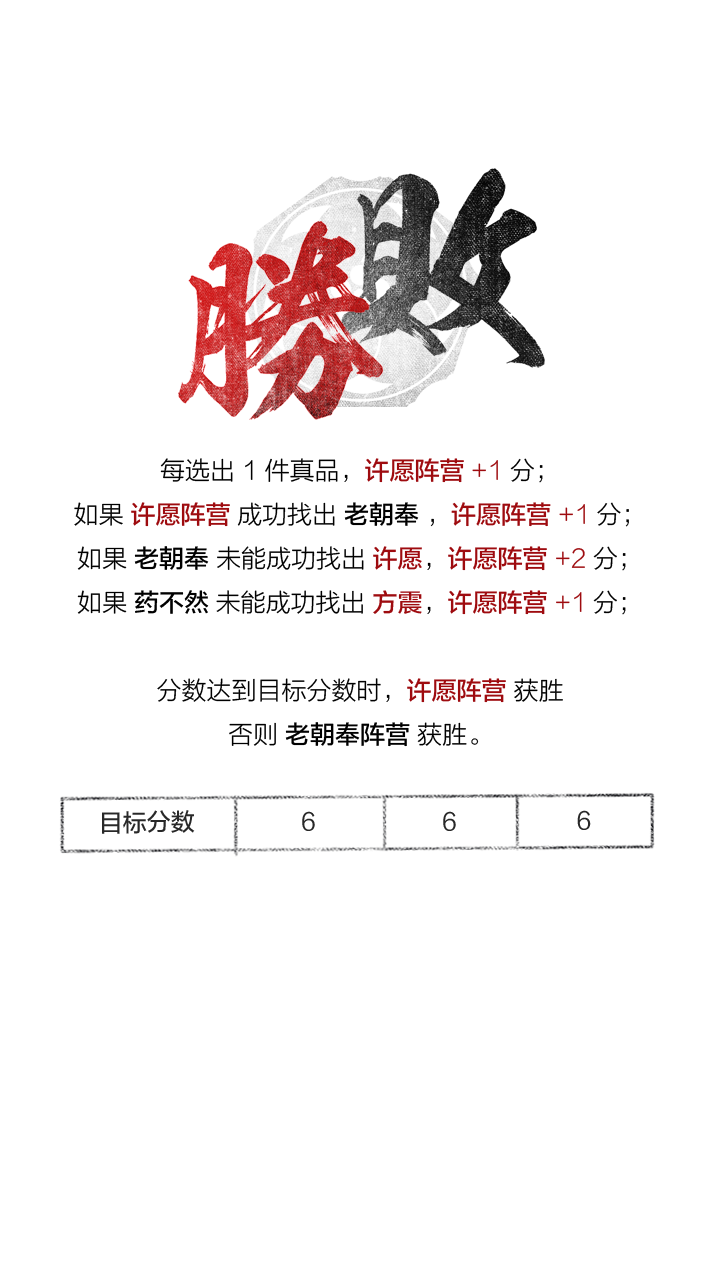 勝敗
每选出 1 件真品，许愿阵营 +1 分；
如果 许愿阵营 成功找出 老朝奉 ，许愿阵营 +1 分；
如果 老朝奉 未能成功找出 许愿，许愿阵营 +2 分；
如果 药不然 未能成功找出 方震，许愿阵营 +1 分；
分数达到目标分数时，许愿阵营 获胜
否则 老朝奉阵营 获胜。
目标分数 6 6 6